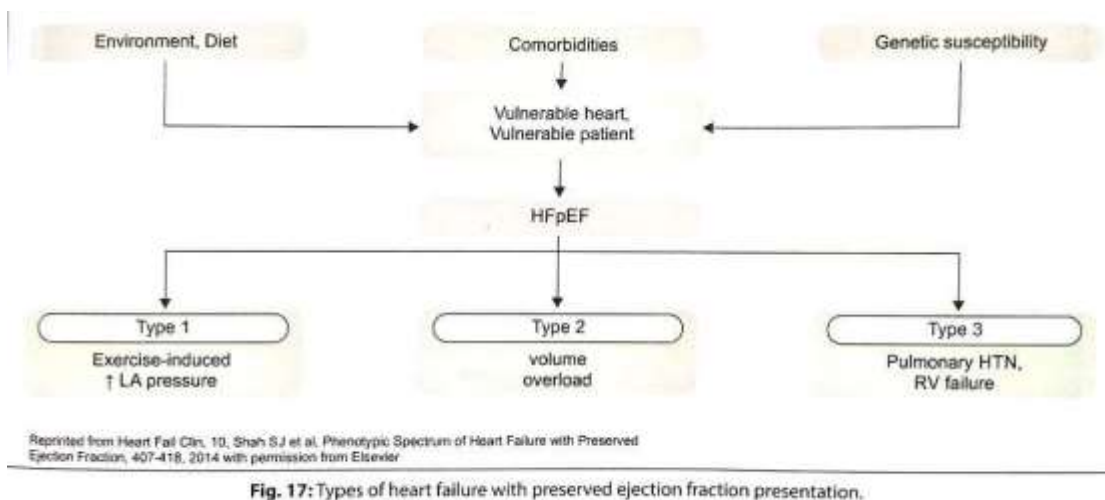 Environment, Diet
Comorbidities
Genetic susceptibility
Vulnerable heart,
Vulnerable patient
HFpEF
Type 1
Exercise-induced
↑ LA pressure
Type 2
volume
overload
Type 3
Pulmonary HTN,
RV failure
Reprinted from Heart Fail Clin, 10, Shah SJ et al. Phenotypic Spectrum of Heart Failure with Preserved
Ejection Fraction, 407-418, 2014 with permission from Elsevier
Fig. 17: Types of heart failure with preserved ejection fraction presentation.